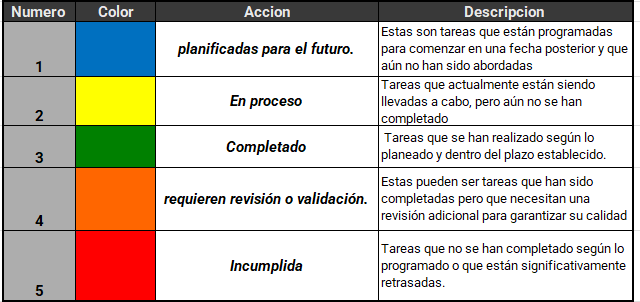 Numero Color Accion Descripcion
1 planificadas para el futuro. Estas son tareas que están programadas
para comenzar en una fecha posterior y que
aún no han sido abordadas
2 En proceso Tareas que actualmente están siendo
llevadas a cabo, pero aún no se han
completado
3 Completado Tareas que se han realizado según lo
planeado y dentro del plazo establecido.
4 requieren revisión o validación. Estas pueden ser tareas que han sido
completadas pero que necesitan una
revisión adicional para garantizar su calidad
5 Incumplida Tareas que no se han completado según lo
programado o que están significativamente
retrasadas.